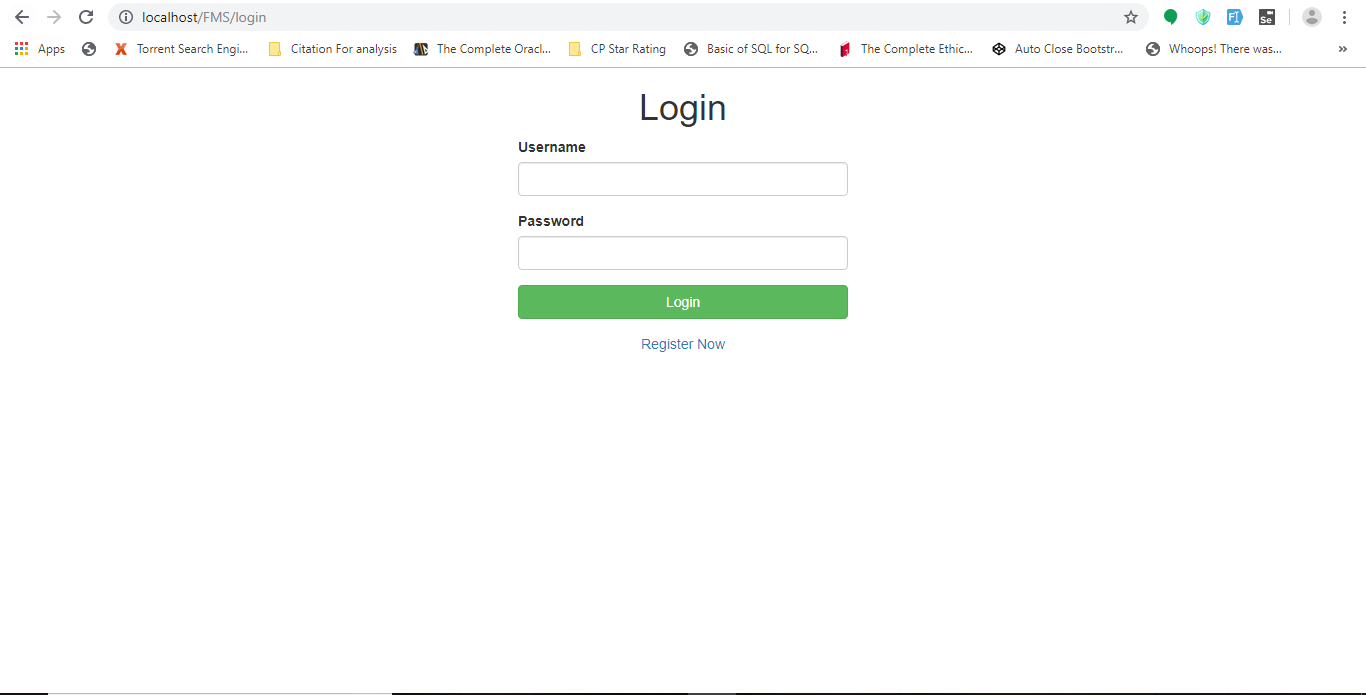 localhost/FMS/login
Apps Torrent Search Engi... Citation For analysis The Complete Oracl... CP Star Rating Basic of SQL for SQ... The Complete Ethic... Auto Close Bootstr... Whoops! There was... »
Login
Username
Password
Login
Register Now